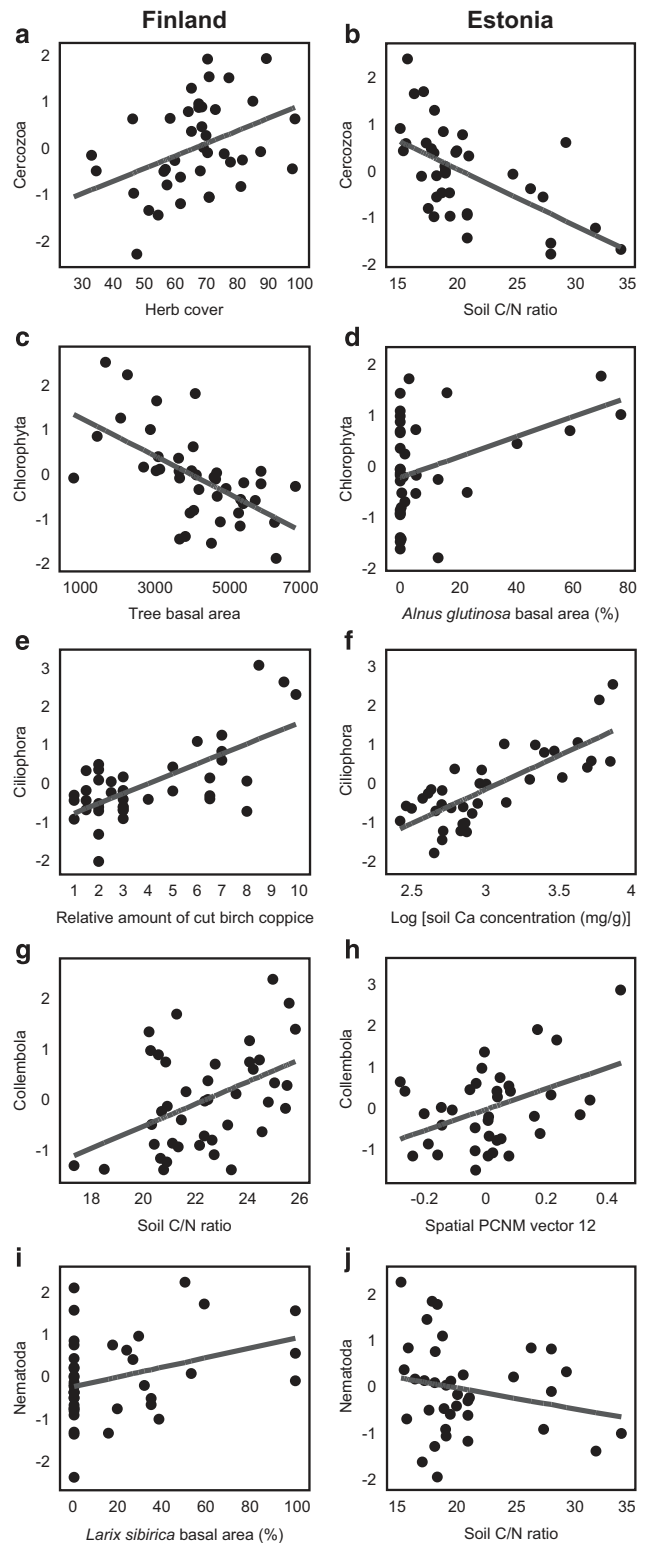 Finland
Estonia
a
2
1
0
-1
-2
Cercozoa
30 40 50 60 70 80 90 100
Herb cover
b
2
1
0
-1
-2
Cercozoa
15 20 25 30 35
Soil C/N ratio
c
2
1
0
-1
-2
Chlorophyta
1000 3000 5000 7000
Tree basal area
d
2
1
0
-1
-2
Chlorophyta
0 20 40 60 80
Alnus glutinosa basal area (%)
e
3
2
1
0
-1
-2
Ciliophora
1 2 3 4 5 6 7 8 9 10
Relative amount of cut birch coppice
f
3
2
1
0
-1
-2
Ciliophora
2.5 3 3.5 4
Log [soil Ca concentration (mg/g)]
g
2
1
0
-1
Collembola
18 20 22 24 26
Soil C/N ratio
h
3
2
1
0
-1
Collembola
-0.2 0 0.2 0.4
Spatial PCNM vector 12
i
2
1
0
-1
-2
Nematoda
0 20 40 60 80 100
Larix sibirica basal area (%)
j
2
1
0
-1
-2
Nematoda
15 20 25 30 35
Soil C/N ratio